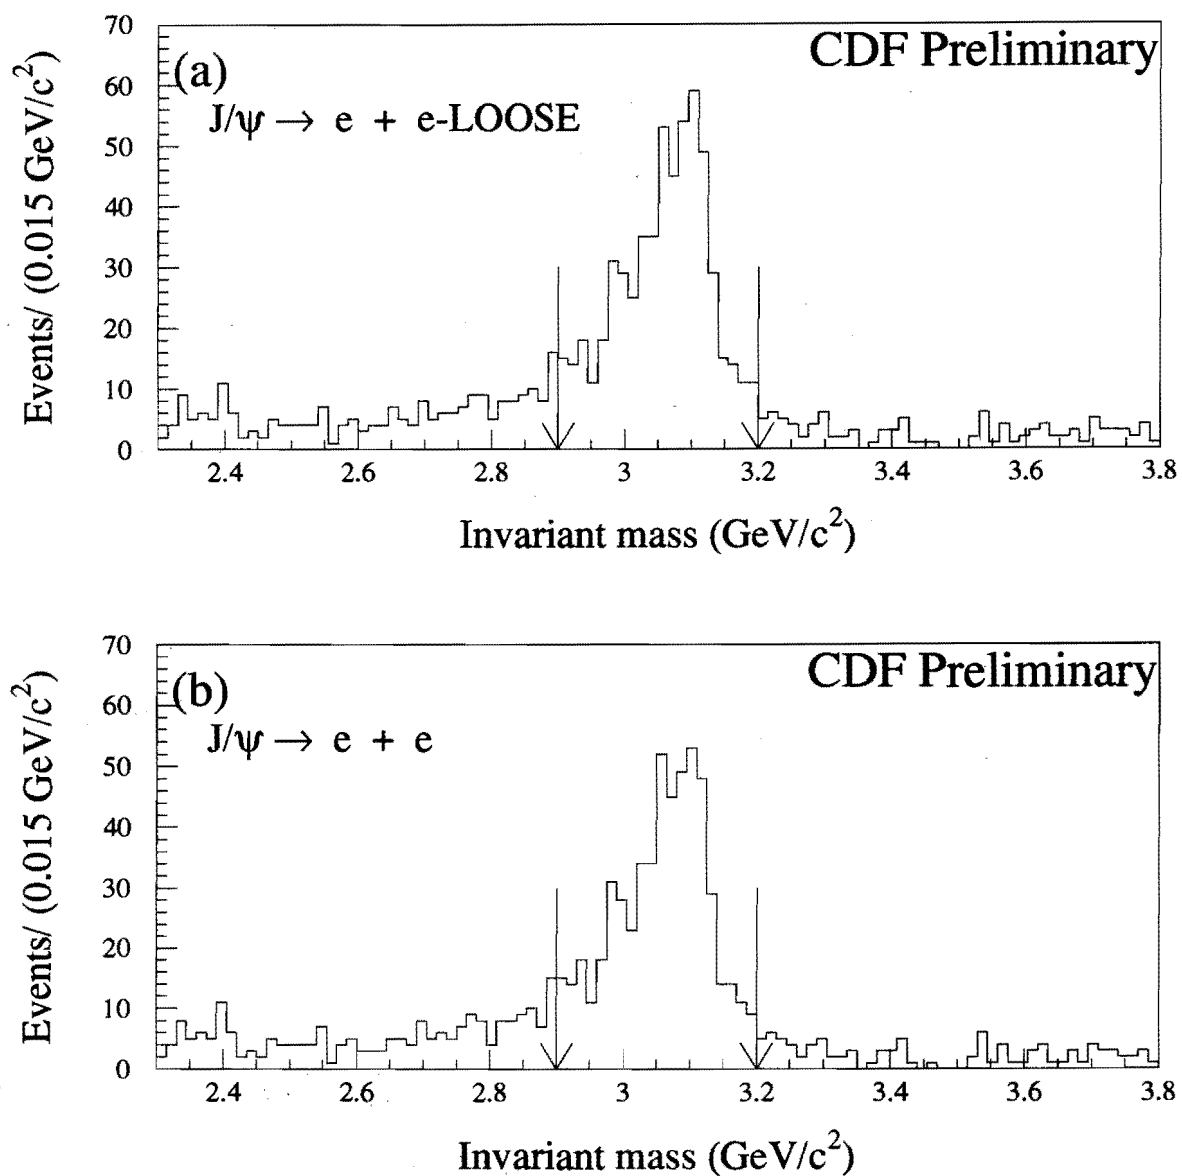 CDF Preliminary
(a)
J/ψ → e + e-LOOSE
Events/ (0.015 GeV/c²)
70
60
50
40
30
20
10
0
2.4 2.6 2.8 3 3.2 3.4 3.6 3.8
Invariant mass (GeV/c²)
CDF Preliminary
(b)
J/ψ → e + e
Events/ (0.015 GeV/c²)
70
60
50
40
30
20
10
0
2.4 2.6 2.8 3 3.2 3.4 3.6 3.8
Invariant mass (GeV/c²)